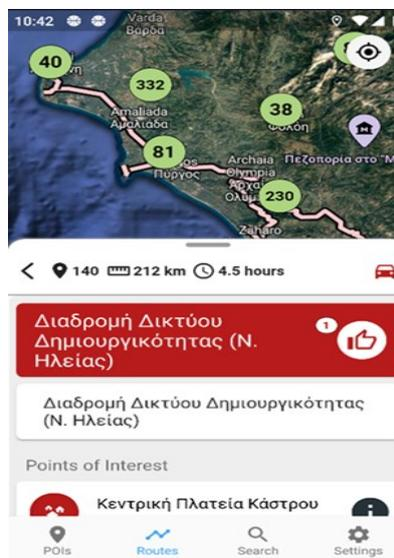 10:42
Varda
Βάρδα
40
332
38
Amaliada
Αμαλιάδα
Φολόη
81
Πύργος
Archaia
Olympia
Πεζοπορία στο "Μ
230
Zaharo
140 212 km 4.5 hours
Διαδρομή Δικτύου
Δημιουργικότητας (Ν.
Ηλείας)
1
Διαδρομή Δικτύου Δημιουργικότητας
(Ν. Ηλείας)
Points of Interest
Κεντρική Πλατεία Κάστρου
POIs Routes Search Settings